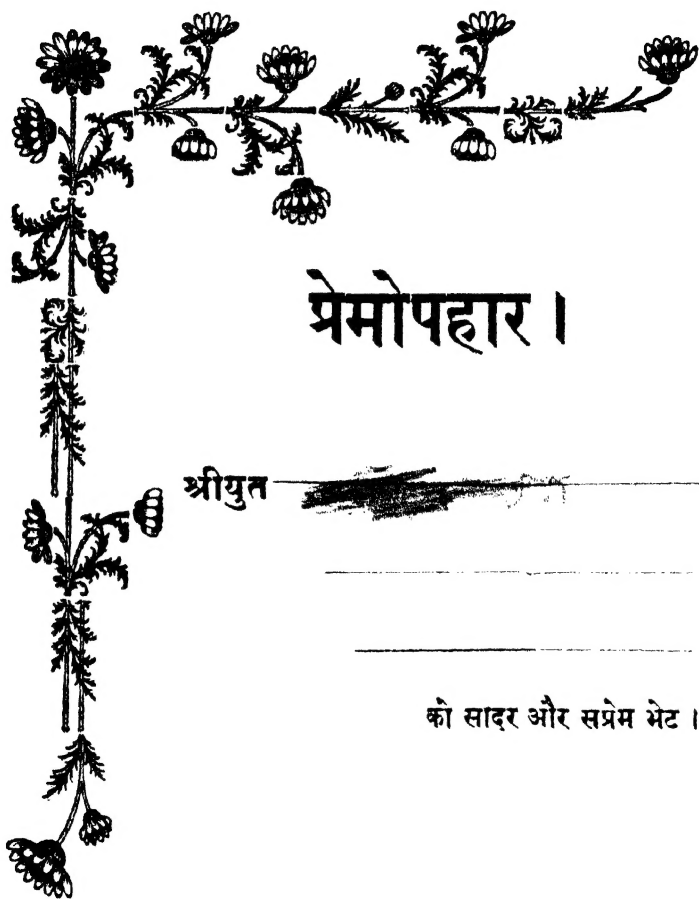 प्रेमोपहार ।
श्रीयुत
को सादर और सप्रेम भेट ।